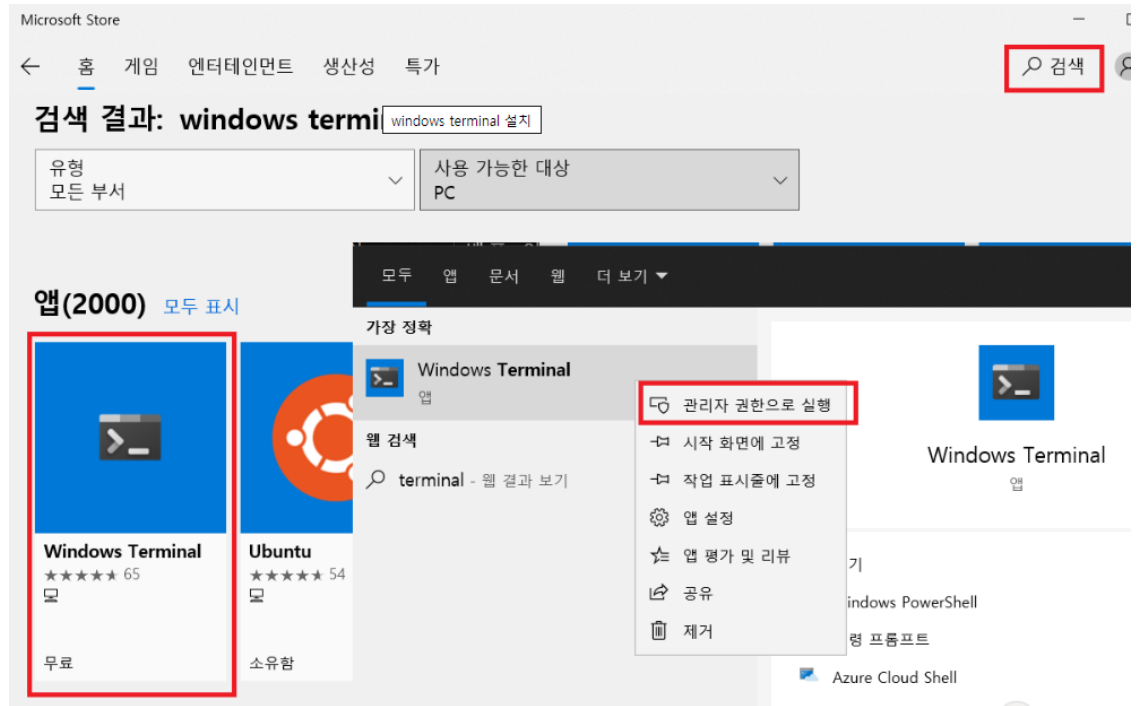 Microsoft Store
홈 게임 엔터테인먼트 생산성 특가
검색
검색 결과: windows termi
windows terminal 설치
유형
모든 부서
사용 가능한 대상
PC
앱(2000) 모두 표시
Windows Terminal
65
무료
Ubuntu
54
소유함
모두 앱 문서 웹 더 보기
가장 정확
Windows Terminal
앱
웹 검색
terminal - 웹 결과 보기
관리자 권한으로 실행
시작 화면에 고정
작업 표시줄에 고정
앱 설정
앱 평가 및 리뷰
공유
제거
Windows Terminal
앱
기
indows PowerShell
령 프롬프트
Azure Cloud Shell